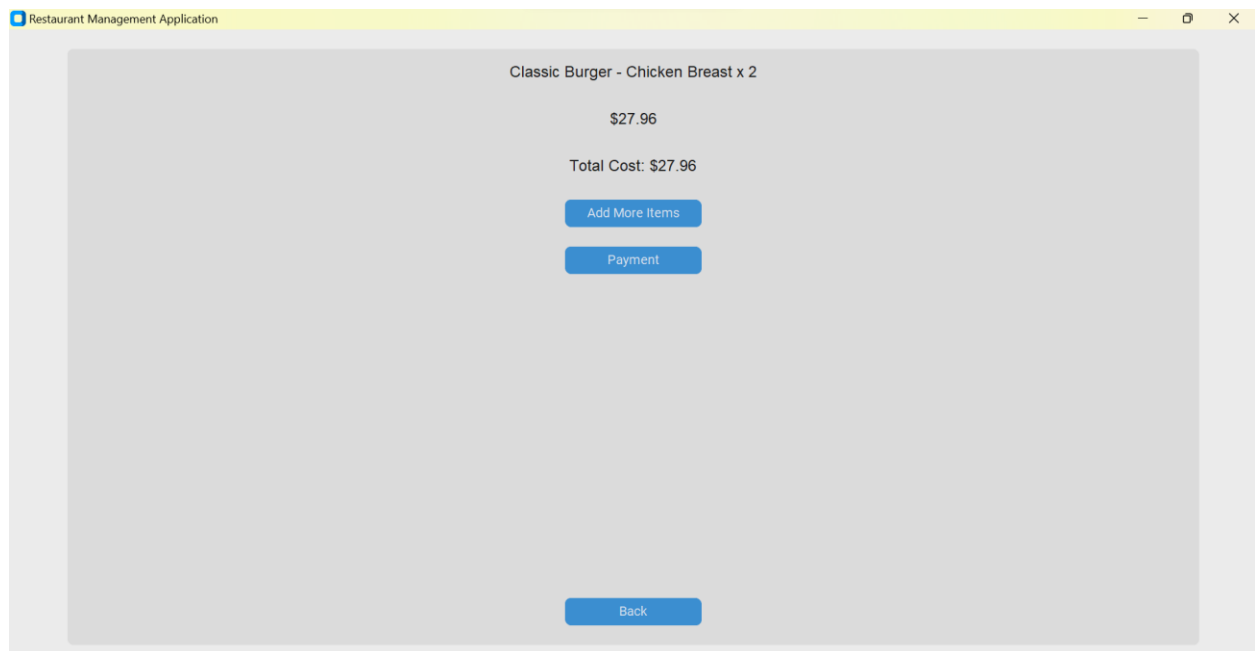 Restaurant Management Application
Classic Burger - Chicken Breast x 2
$27.96
Total Cost: $27.96
Add More Items
Payment
Back